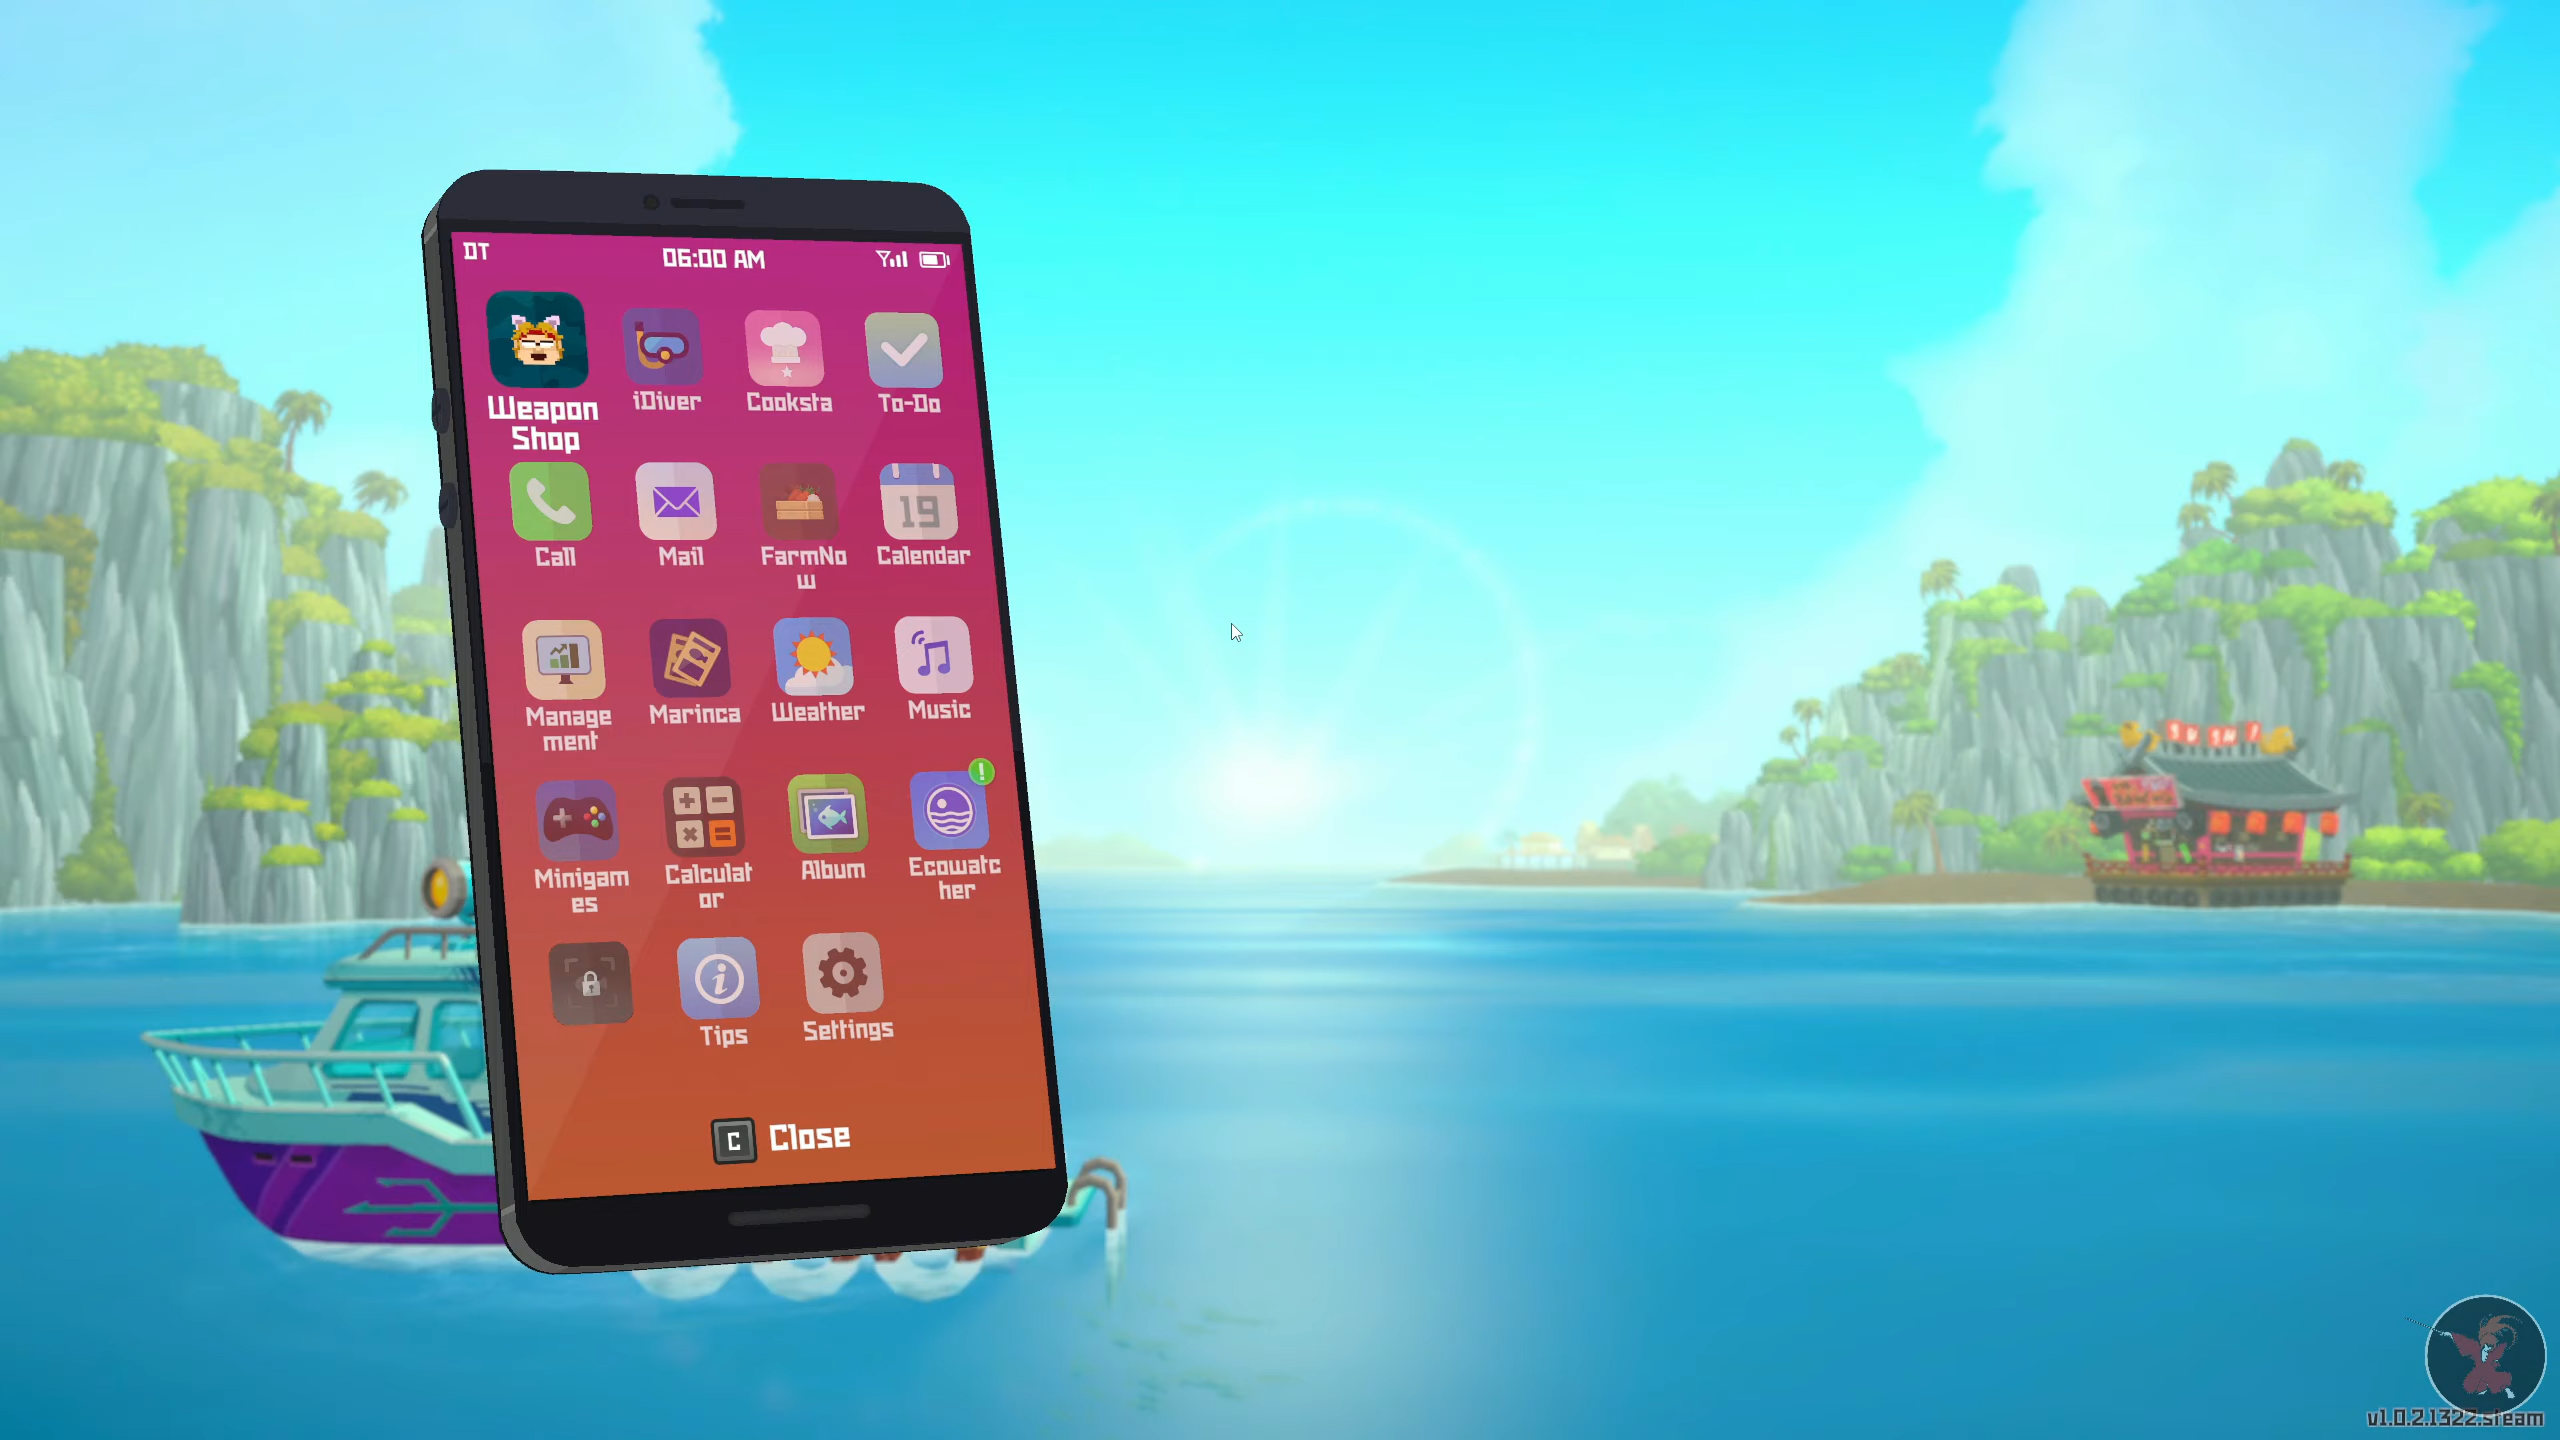 DT
06:00 AM
Weapon
Shop
iDiver
Cooksta
To-Do
Call
Mail
FarmNo
w
19
Calendar
Manage
ment
Marinca
Weather
Music
Minigam
es
Calculat
or
Album
!
Ecowatc
her
Tips
Settings
C Close
SUSHI
v1.0.2.1322.steam